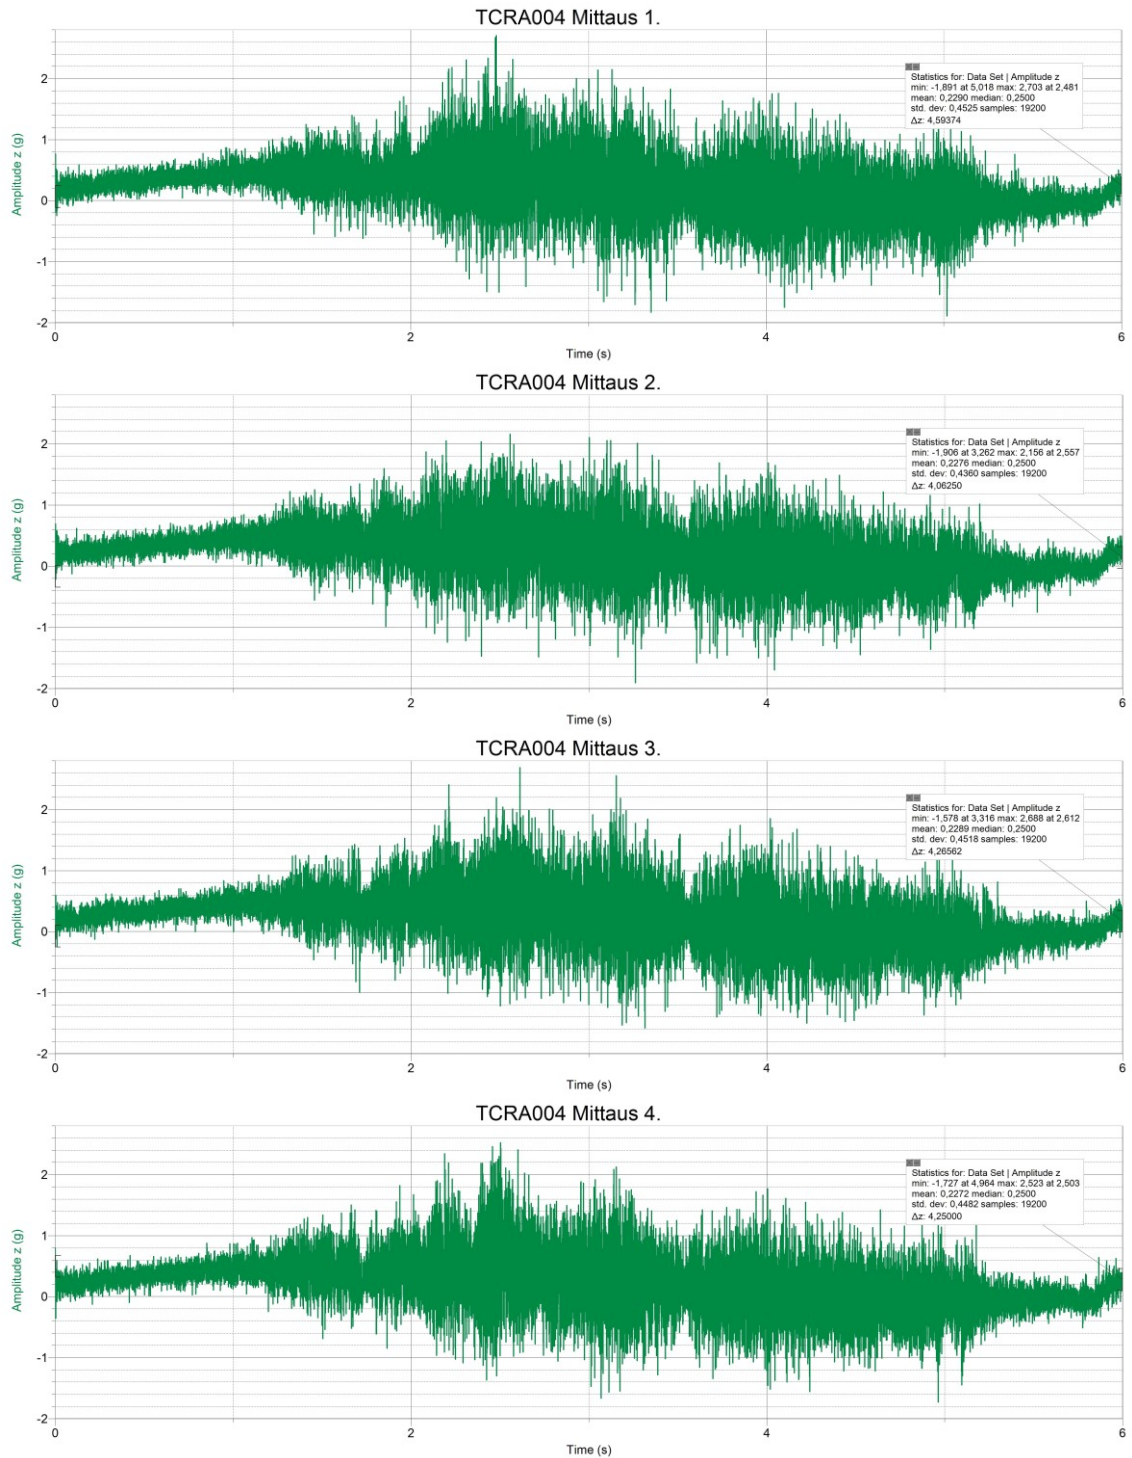 TCRA004 Mittaus 1.
Statistics for: Data Set | Amplitude z
min: -1,891 at 5,018 max: 2,703 at 2,481
mean: 0,2290 median: 0,2500
std. dev: 0,4525 samples: 19200
Δz: 4,59374
Amplitude z (g)
2
1
0
-1
-2
0
2
4
6
Time (s)
TCRA004 Mittaus 2.
Statistics for: Data Set | Amplitude z
min: -1,906 at 3,262 max: 2,156 at 2,557
mean: 0,2276 median: 0,2500
std. dev: 0,4360 samples: 19200
Δz: 4,06250
Amplitude z (g)
2
1
0
-1
-2
0
2
4
6
Time (s)
TCRA004 Mittaus 3.
Statistics for: Data Set | Amplitude z
min: -1,578 at 3,316 max: 2,688 at 2,612
mean: 0,2289 median: 0,2500
std. dev: 0,4518 samples: 19200
Δz: 4,26562
Amplitude z (g)
2
1
0
-1
-2
0
2
4
6
Time (s)
TCRA004 Mittaus 4.
Statistics for: Data Set | Amplitude z
min: -1,727 at 4,964 max: 2,523 at 2,503
mean: 0,2272 median: 0,2500
std. dev: 0,4482 samples: 19200
Δz: 4,25000
Amplitude z (g)
2
1
0
-1
-2
0
2
4
6
Time (s)